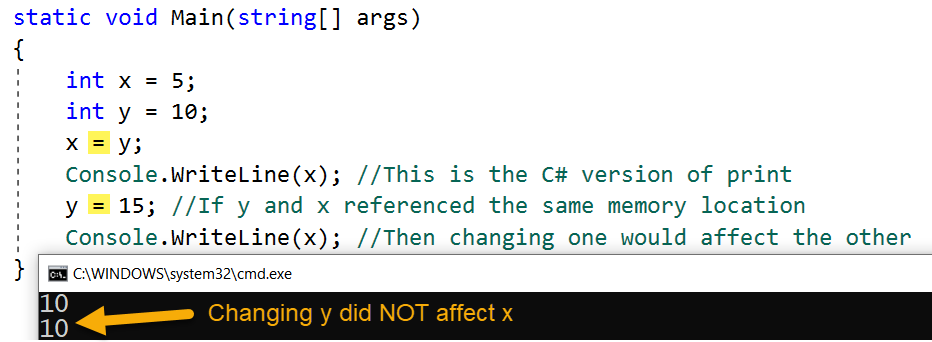 static void Main(string[] args)
{
int x = 5;
int y = 10;
x = y;
Console.WriteLine(x); //This is the C# version of print
y = 15; //If y and x referenced the same memory location
Console.WriteLine(x); //Then changing one would affect the other
}
C:\WINDOWS\system32\cmd.exe
10
10
Changing y did NOT affect x